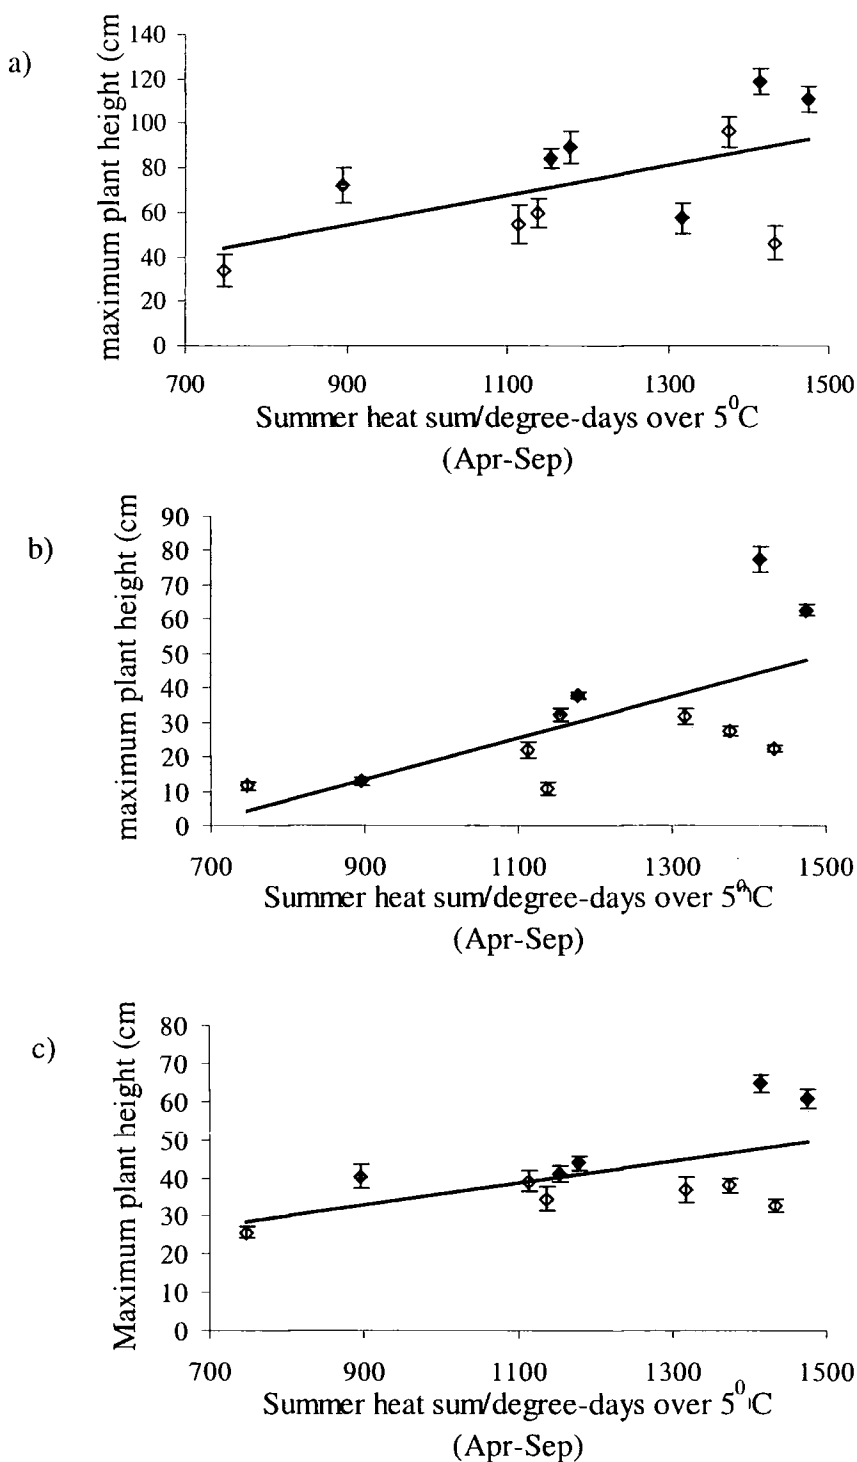 a)
maximum plant height (cm
140
120
100
80
60
40
20
0
700 900 1100 1300 1500
Summer heat sum/degree-days over 5⁰C
(Apr-Sep)
b)
maximum plant height (cm
90
80
70
60
50
40
30
20
10
0
700 900 1100 1300 1500
Summer heat sum/degree-days over 5⁰C
(Apr-Sep)
c)
Maximum plant height (cm
80
70
60
50
40
30
20
10
0
700 900 1100 1300 1500
Summer heat sum/degree-days over 5⁰C
(Apr-Sep)